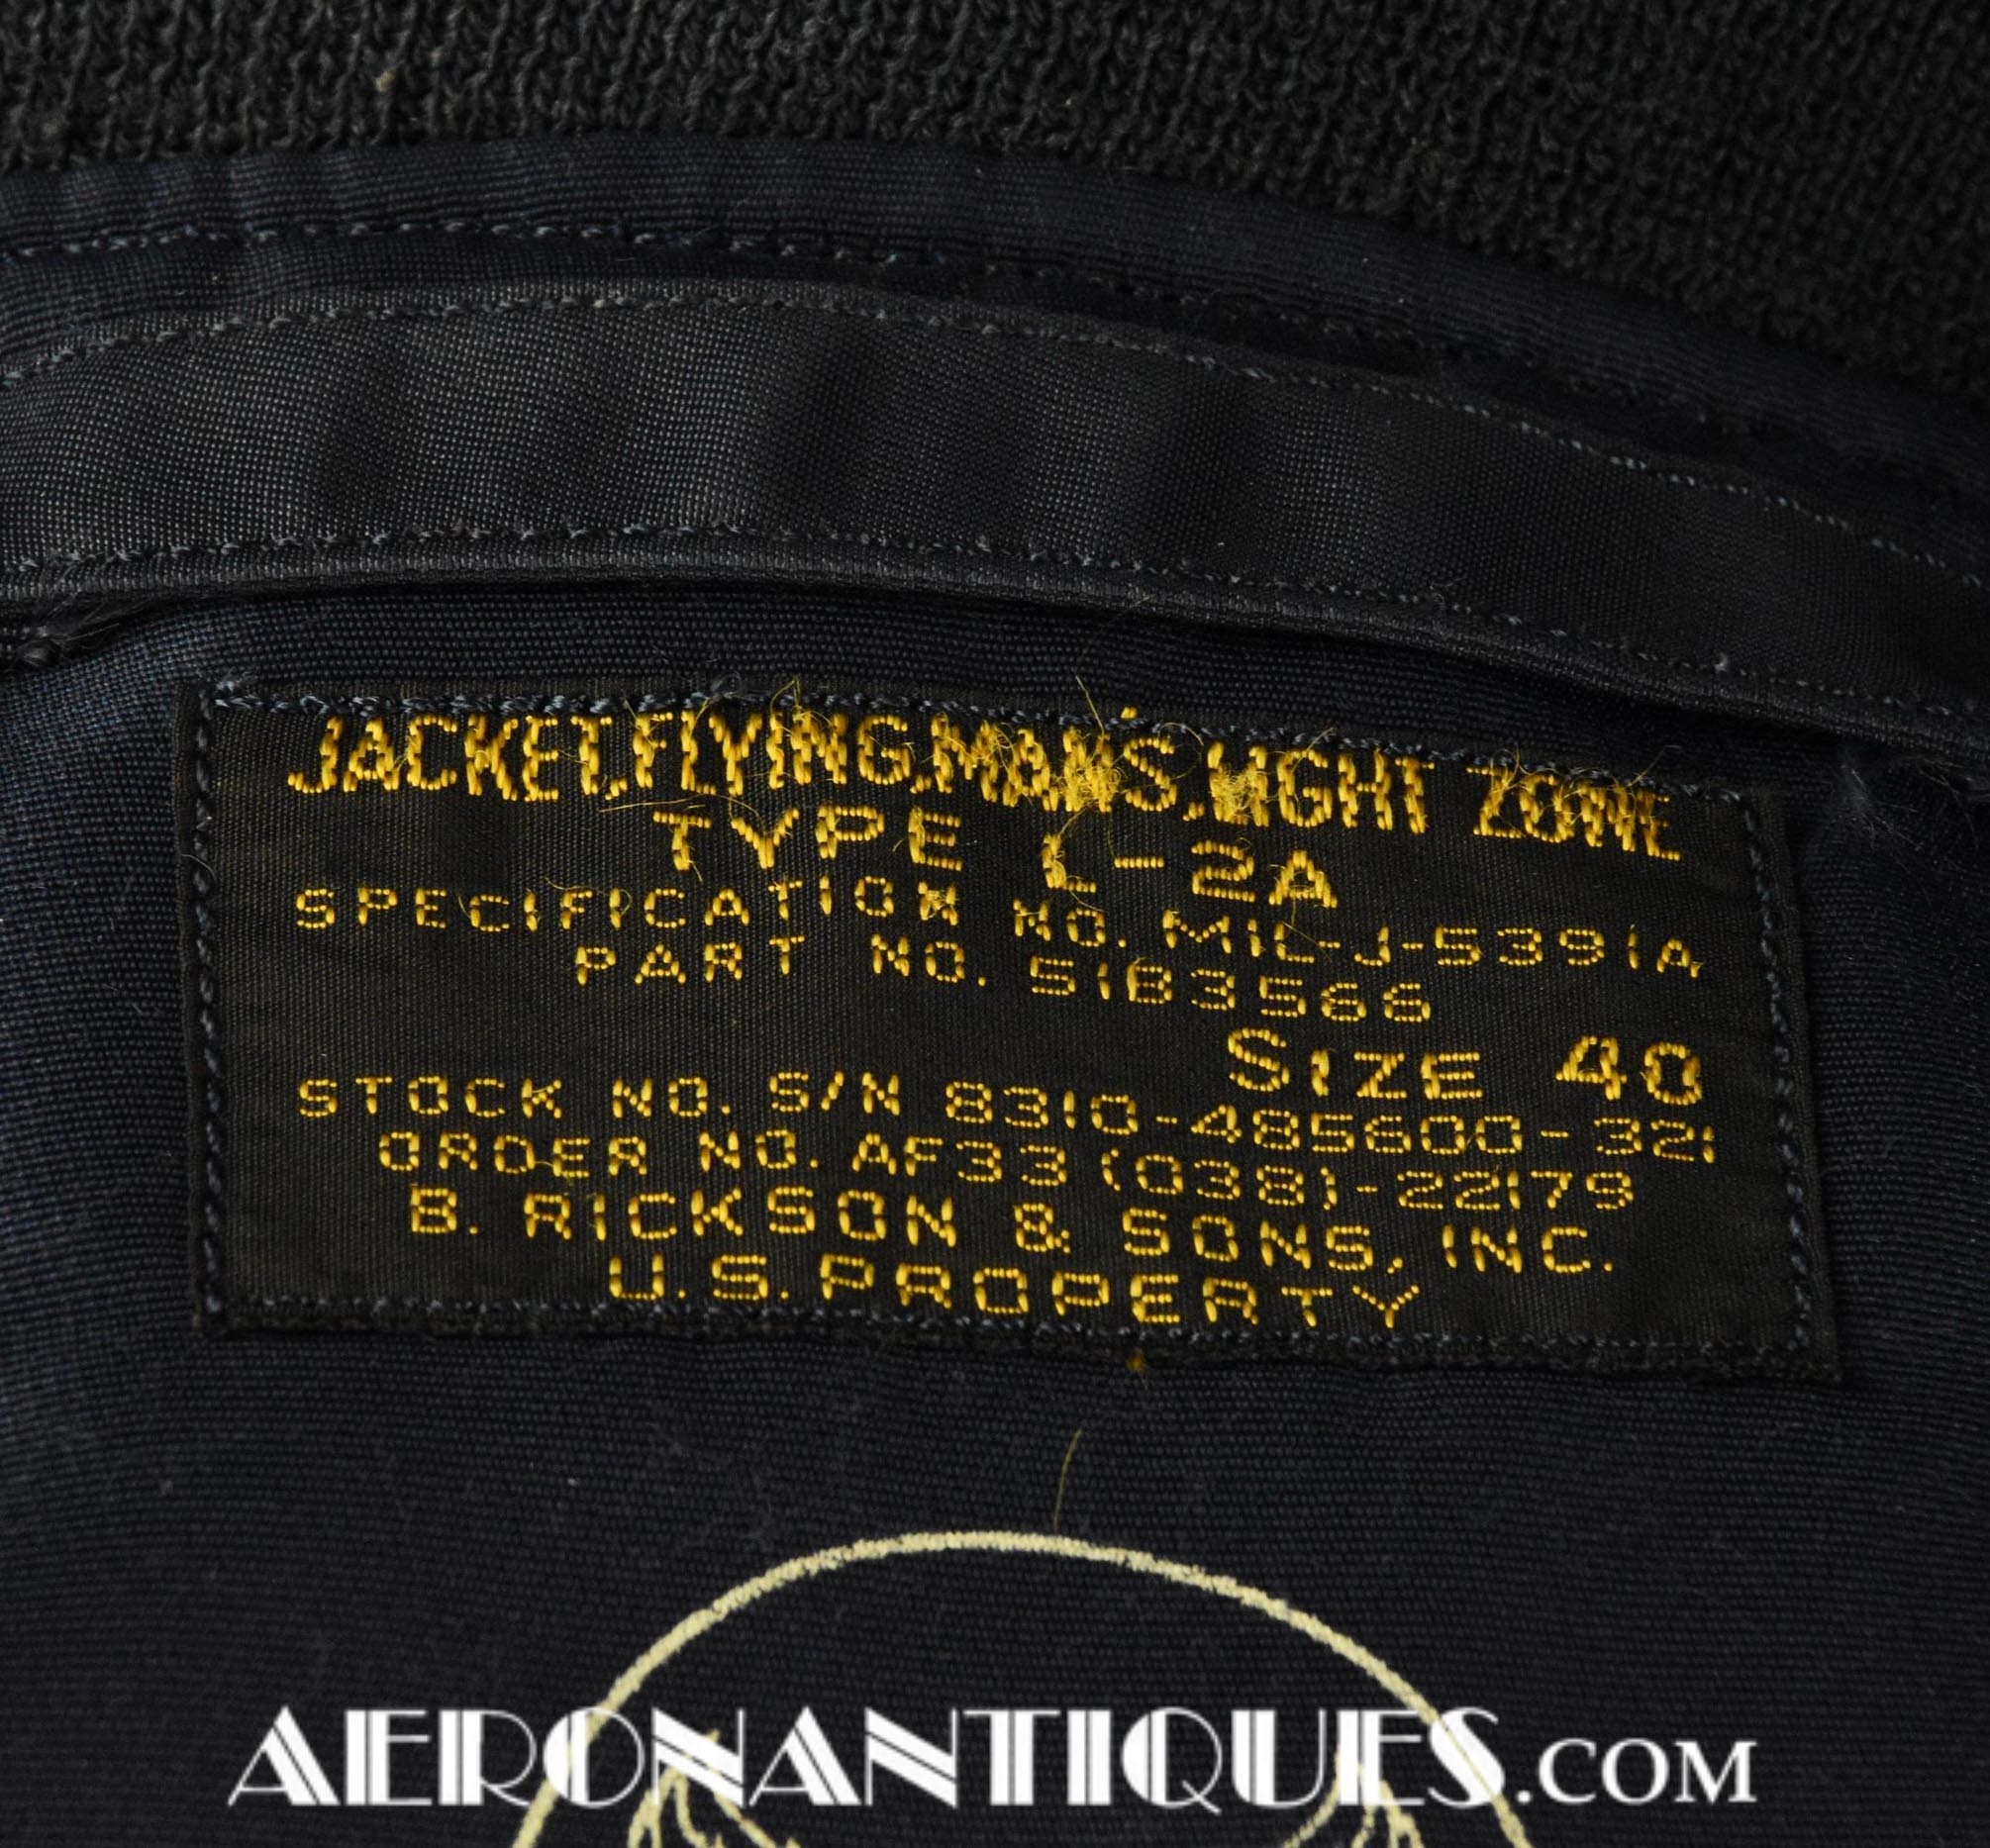 JACKET,FLYING,MAN'S,LIGHT ZONE
TYPE L-2A
SPECIFICATION NO. MIL-J-5391A
PART NO. 51B3566
SIZE 40
STOCK NO. S/N 8310-485600-321
ORDER NO. AF33 (038)-22179
B. RICKSON & SONS, INC.
U.S. PROPERTY
AERONANTIQUES.COM